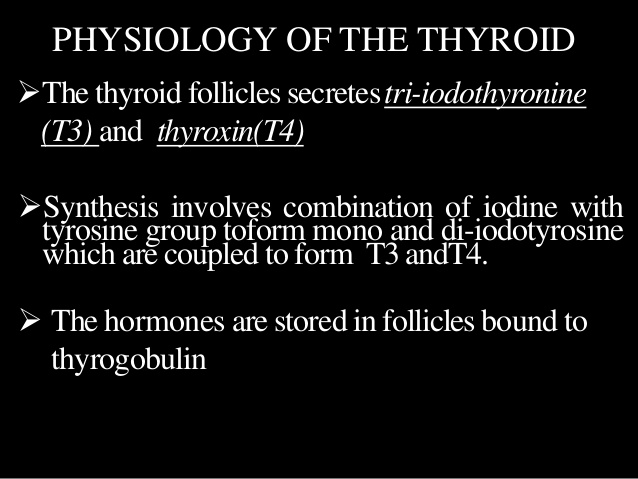 PHYSIOLOGY OF THE THYROID
➢The thyroid follicles secretes tri-iodothyronine
(T3) and thyroxin(T4)
➢Synthesis involves combination of iodine with
tyrosine group toform mono and di-iodotyrosine
which are coupled to form T3 andT4.
➢ The hormones are stored in follicles bound to
thyrogobulin